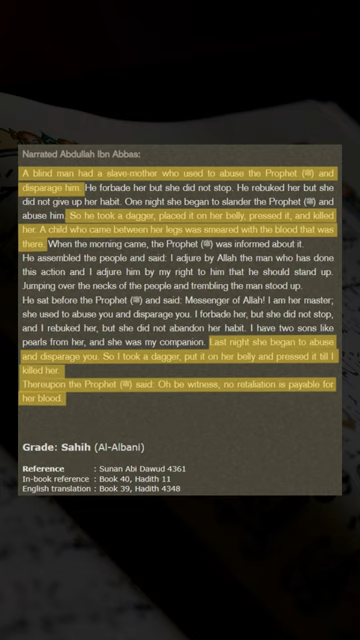 Narrated Abdullah Ibn Abbas:
A blind man had a slave-mother who used to abuse the Prophet (ﷺ) and
disparage him. He forbade her but she did not stop. He rebuked her but she
did not give up her habit. One night she began to slander the Prophet (ﷺ) and
abuse him. So he took a dagger, placed it on her belly, pressed it, and killed
her. A child who came between her legs was smeared with the blood that was
there. When the morning came, the Prophet (ﷺ) was informed about it.
He assembled the people and said: I adjure by Allah the man who has done
this action and I adjure him by my right to him that he should stand up.
Jumping over the necks of the people and trembling the man stood up.
He sat before the Prophet (ﷺ) and said: Messenger of Allah! I am her master;
she used to abuse you and disparage you. I forbade her, but she did not stop,
and I rebuked her, but she did not abandon her habit. I have two sons like
pearls from her, and she was my companion. Last night she began to abuse
and disparage you. So I took a dagger, put it on her belly and pressed it till I
killed her.
Thereupon the Prophet (ﷺ) said: Oh be witness, no retaliation is payable for
her blood.
Grade: Sahih (Al-Albani)
Reference : Sunan Abi Dawud 4361
In-book reference : Book 40, Hadith 11
English translation : Book 39, Hadith 4348